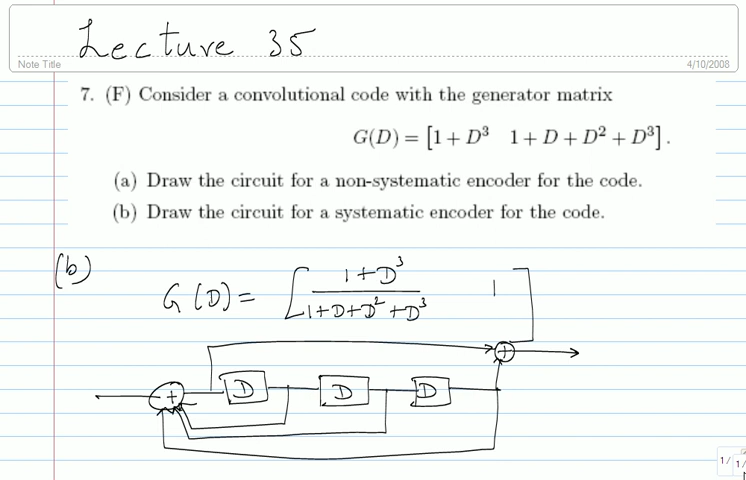 Lecture 35
Note Title
4/10/2008
7. (F) Consider a convolutional code with the generator matrix
G(D) = [1 + D³   1 + D + D² + D³].
(a) Draw the circuit for a non-systematic encoder for the code.
(b) Draw the circuit for a systematic encoder for the code.
(b)
G(D) = [ (1+D³)/(1+D+D²+D³)   1 ]
+
+ D D D
1/1